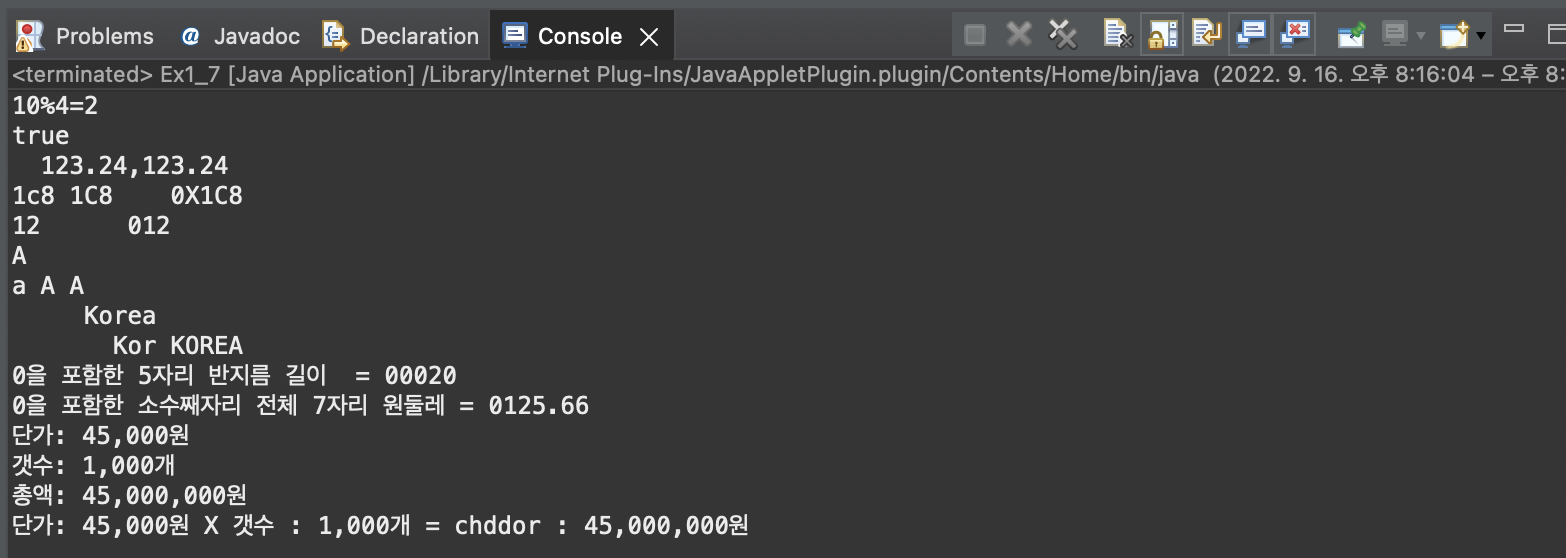 Problems @ Javadoc Declaration Console
<terminated> Ex1_7 [Java Application] /Library/Internet Plug-Ins/JavaAppletPlugin.plugin/Contents/Home/bin/java (2022. 9. 16. 오후 8:16:04 – 오후 8:
10%4=2
true
  123.24,123.24
1c8 1C8    0X1C8
12      012
A
a A A
     Korea
       Kor KOREA
0을 포함한 5자리 반지름 길이  = 00020
0을 포함한 소수째자리 전체 7자리 원둘레 = 0125.66
단가: 45,000원
갯수: 1,000개
총액: 45,000,000원
단가: 45,000원 X 갯수 : 1,000개 = chddor : 45,000,000원